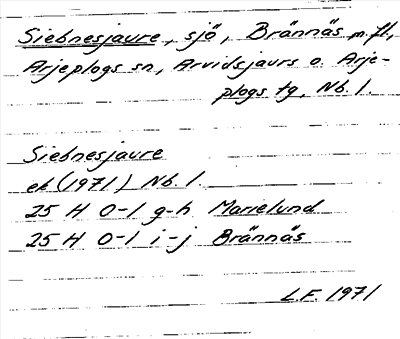 Siebnesjaure, sjö, Brännäs m.fl.,
Arjeplogs sn, Arvidsjaurs o. Arje-
plogs tg, Nb. l.
Siebnesjaure
ek (1971) Nb. l.
25 H 0-1 g-h Marielund
25 H 0-1 i-j Brännäs
L.F. 1971